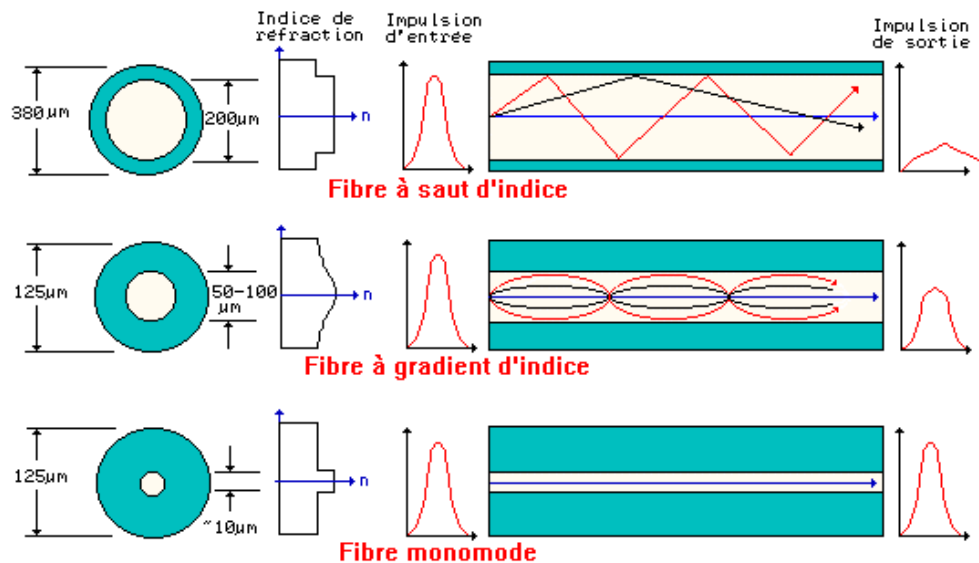 Indice de
réfraction
Impulsion
d'entrée
Impulsion
de sortie
380µm
200µm
n
Fibre à saut d'indice
125µm
50-100
µm
n
Fibre à gradient d'indice
125µm
~10µm
n
Fibre monomode